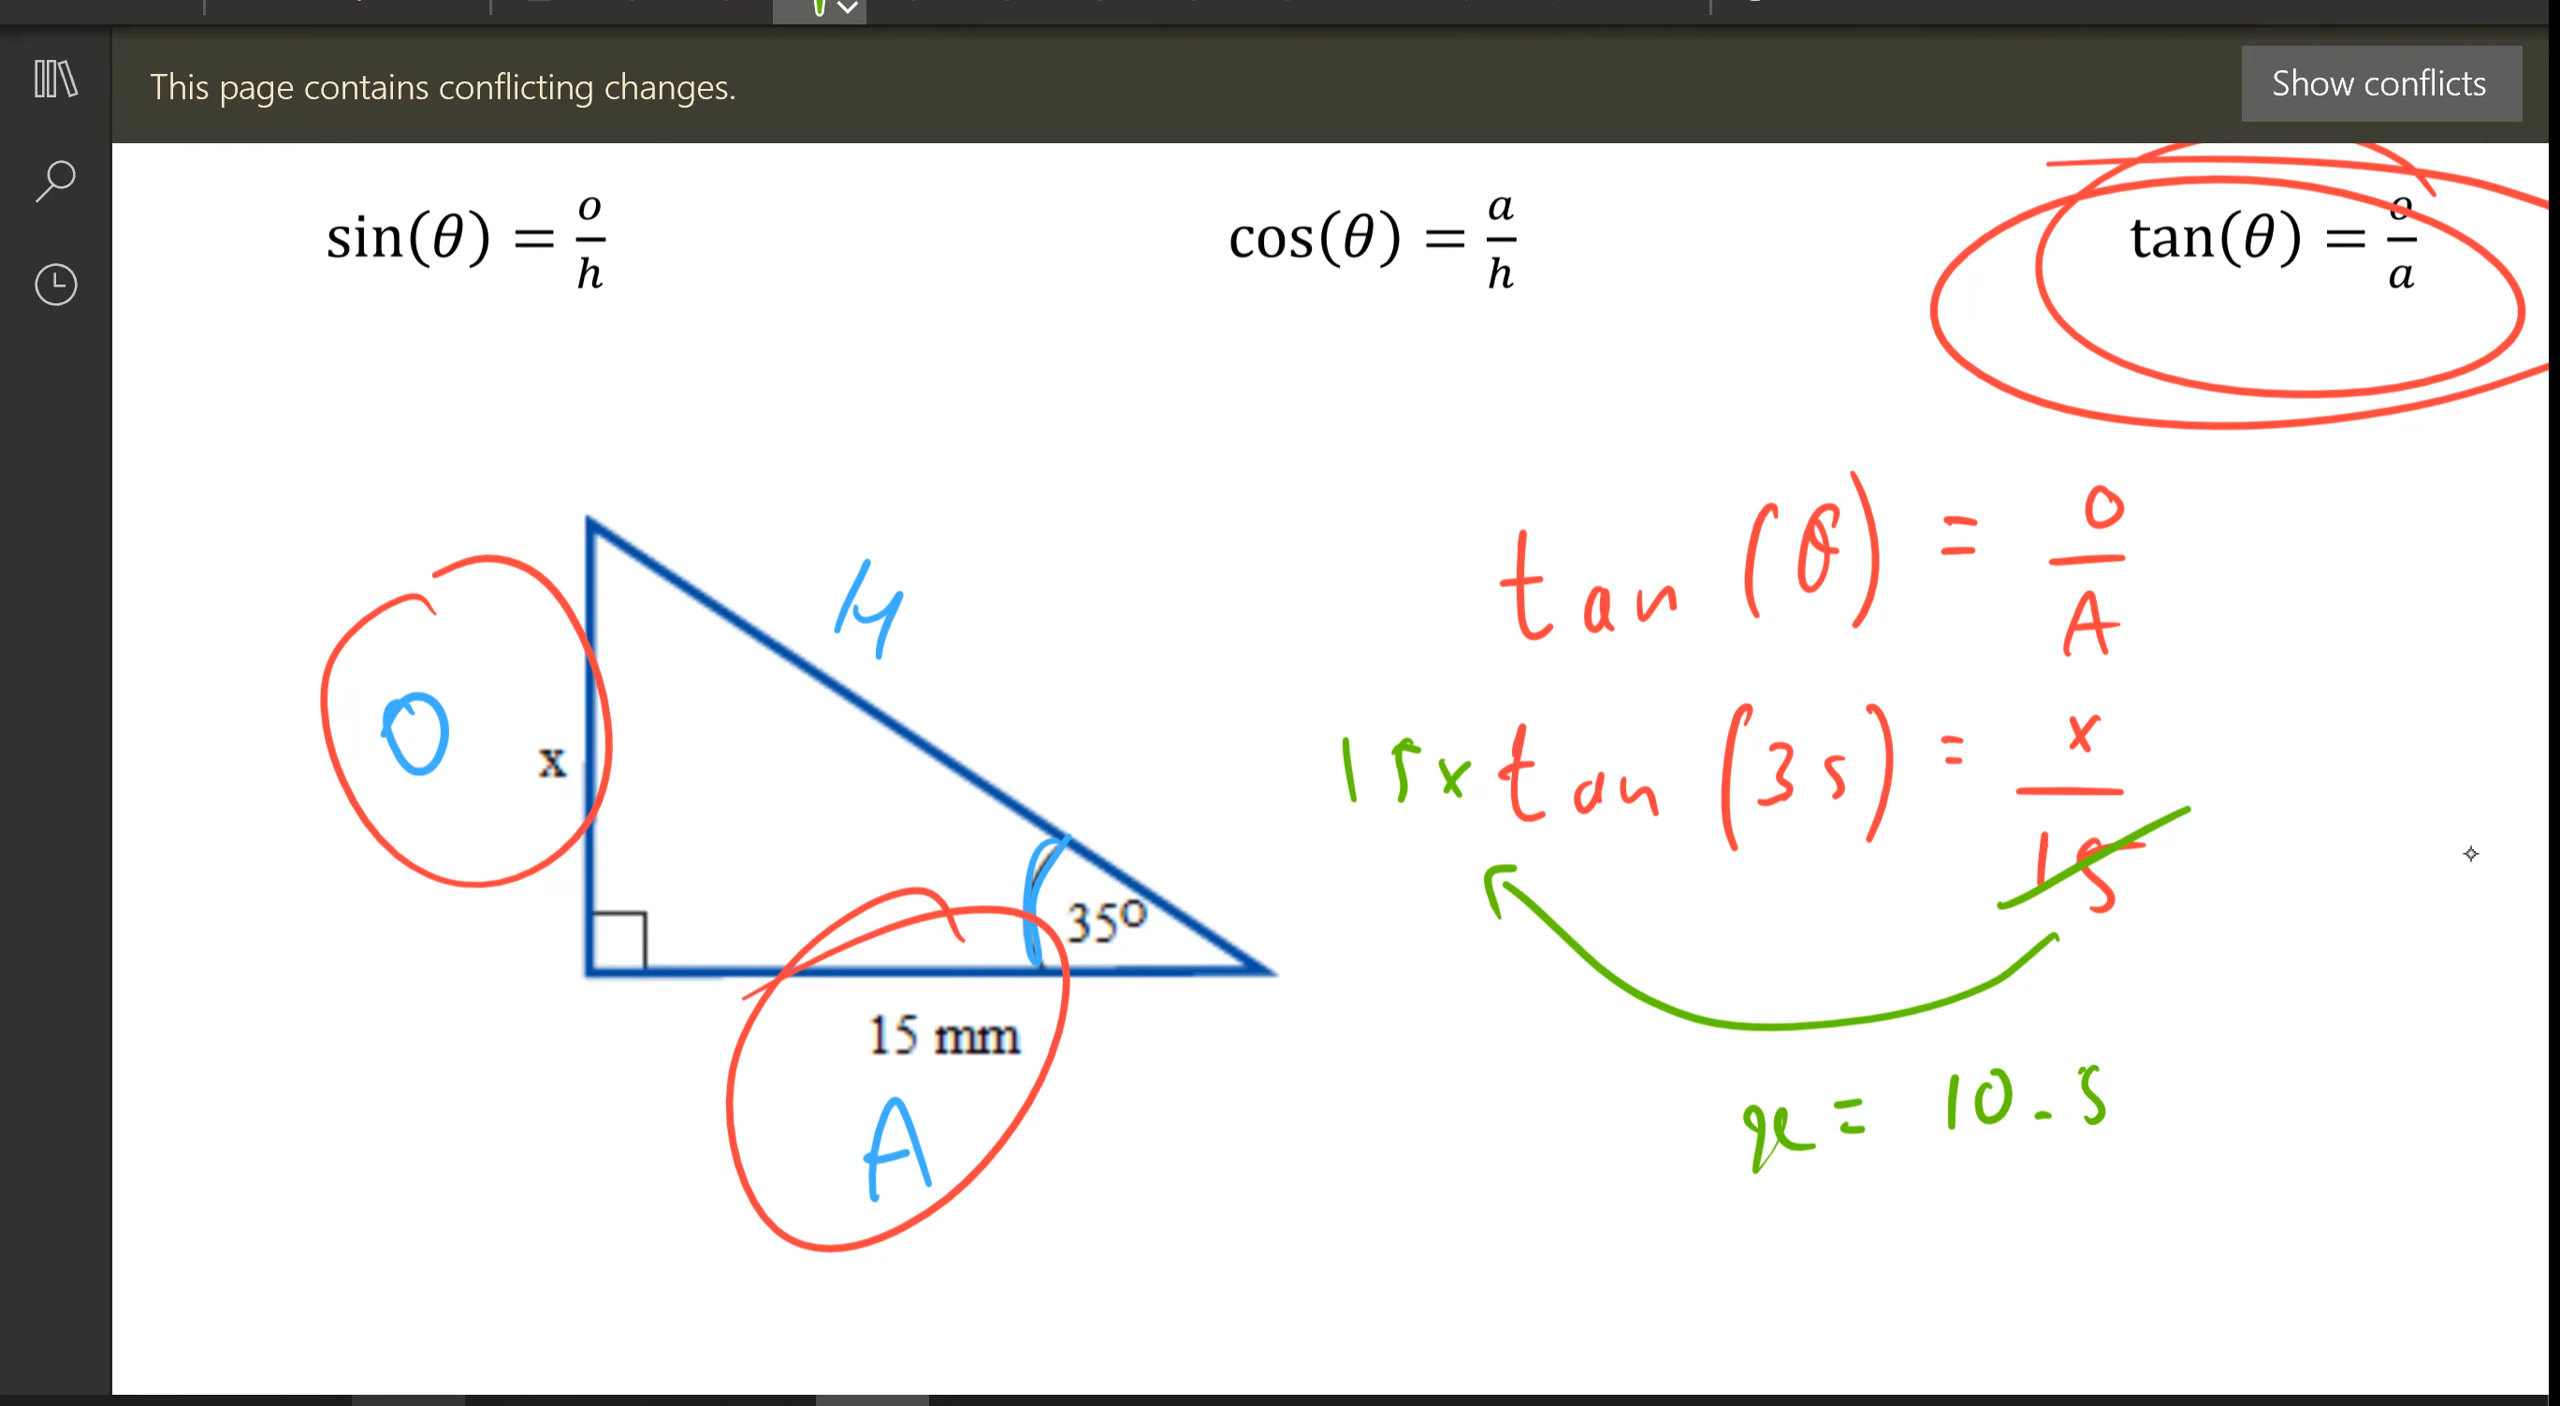 This page contains conflicting changes.
Show conflicts
sin(θ) = o/h
cos(θ) = a/h
tan(θ) = o/a
H
O
x
35º
15 mm
A
tan (θ) = O/A
15 x tan (35) = x/15
x = 10.5